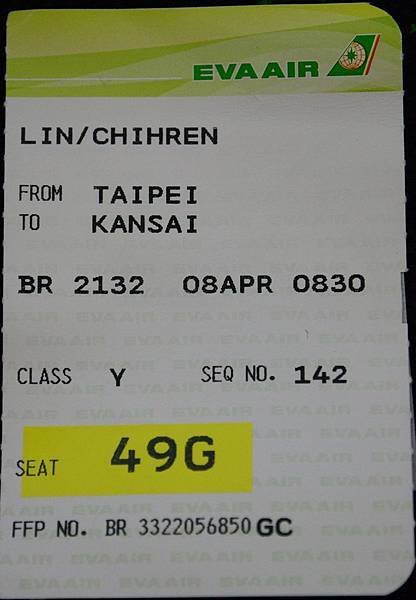 EVA AIR
LIN/CHIHREN
FROM TAIPEI
TO KANSAI
BR 2132 08APR 0830
CLASS Y SEQ NO. 142
SEAT 49G
FFP NO. BR 3322056850 GC